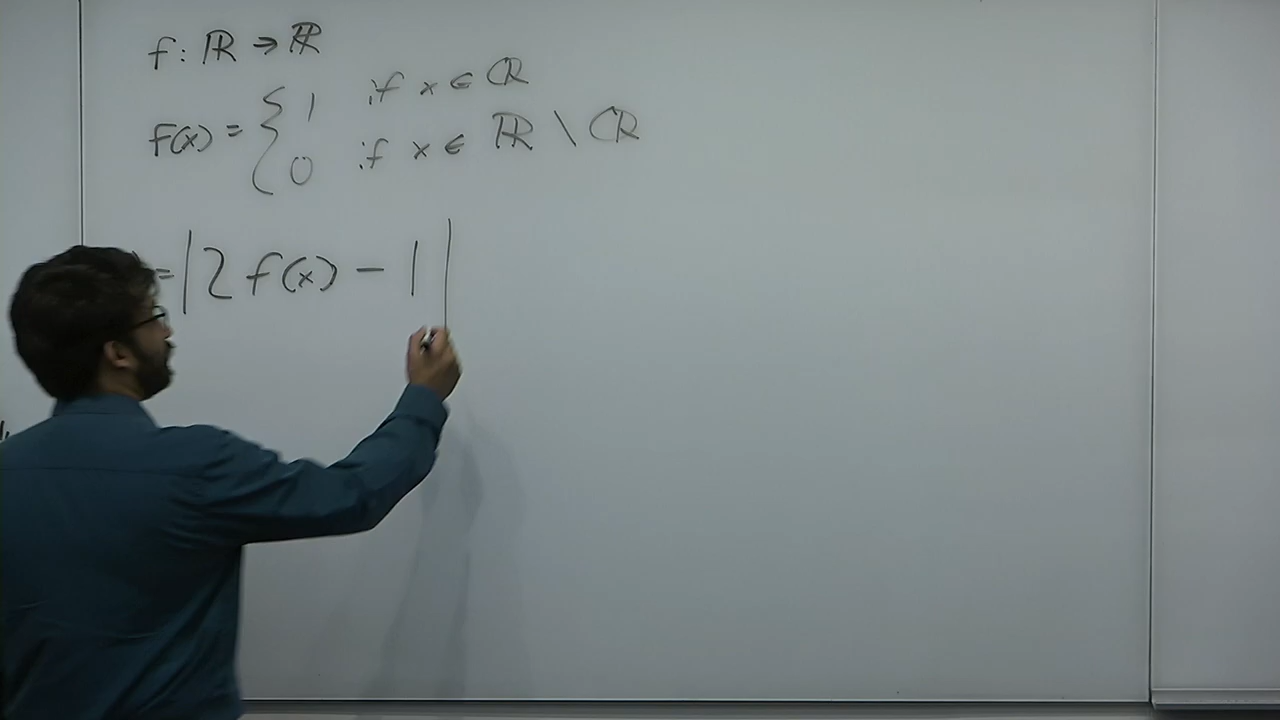 f: ℝ → ℝ
f(x) = { 1 if x ∈ ℚ
0 if x ∈ ℝ \ ℚ
= |2 f(x) - 1|